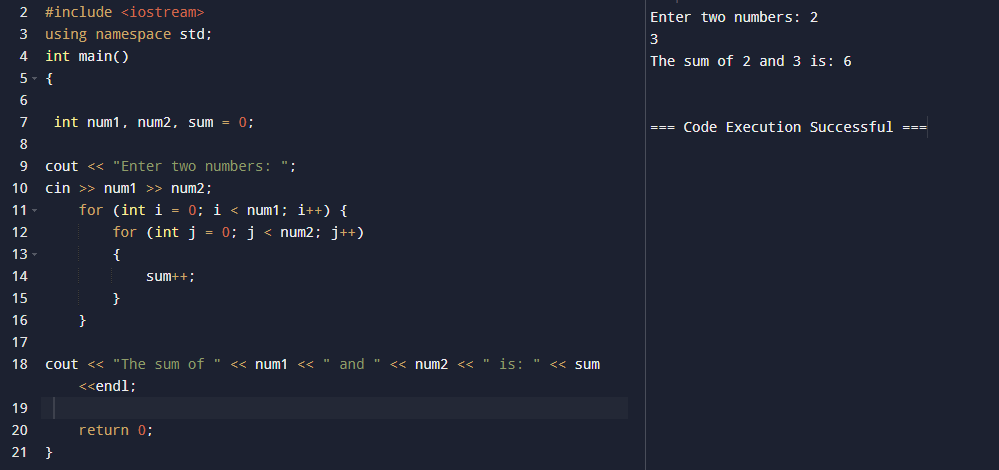 2 #include <iostream>
3 using namespace std;
4 int main()
5 {
6
7 int num1, num2, sum = 0;
8
9 cout << "Enter two numbers: ";
10 cin >> num1 >> num2;
11 for (int i = 0; i < num1; i++) {
12 for (int j = 0; j < num2; j++)
13 {
14 sum++;
15 }
16 }
17
18 cout << "The sum of " << num1 << " and " << num2 << " is: " << sum
<<endl;
19
20 return 0;
21 }
Enter two numbers: 2
3
The sum of 2 and 3 is: 6
=== Code Execution Successful ===